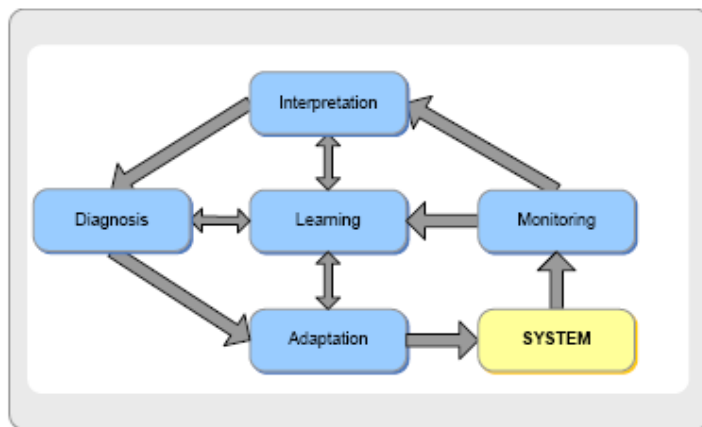 Interpretation
Diagnosis
Learning
Monitoring
Adaptation
SYSTEM